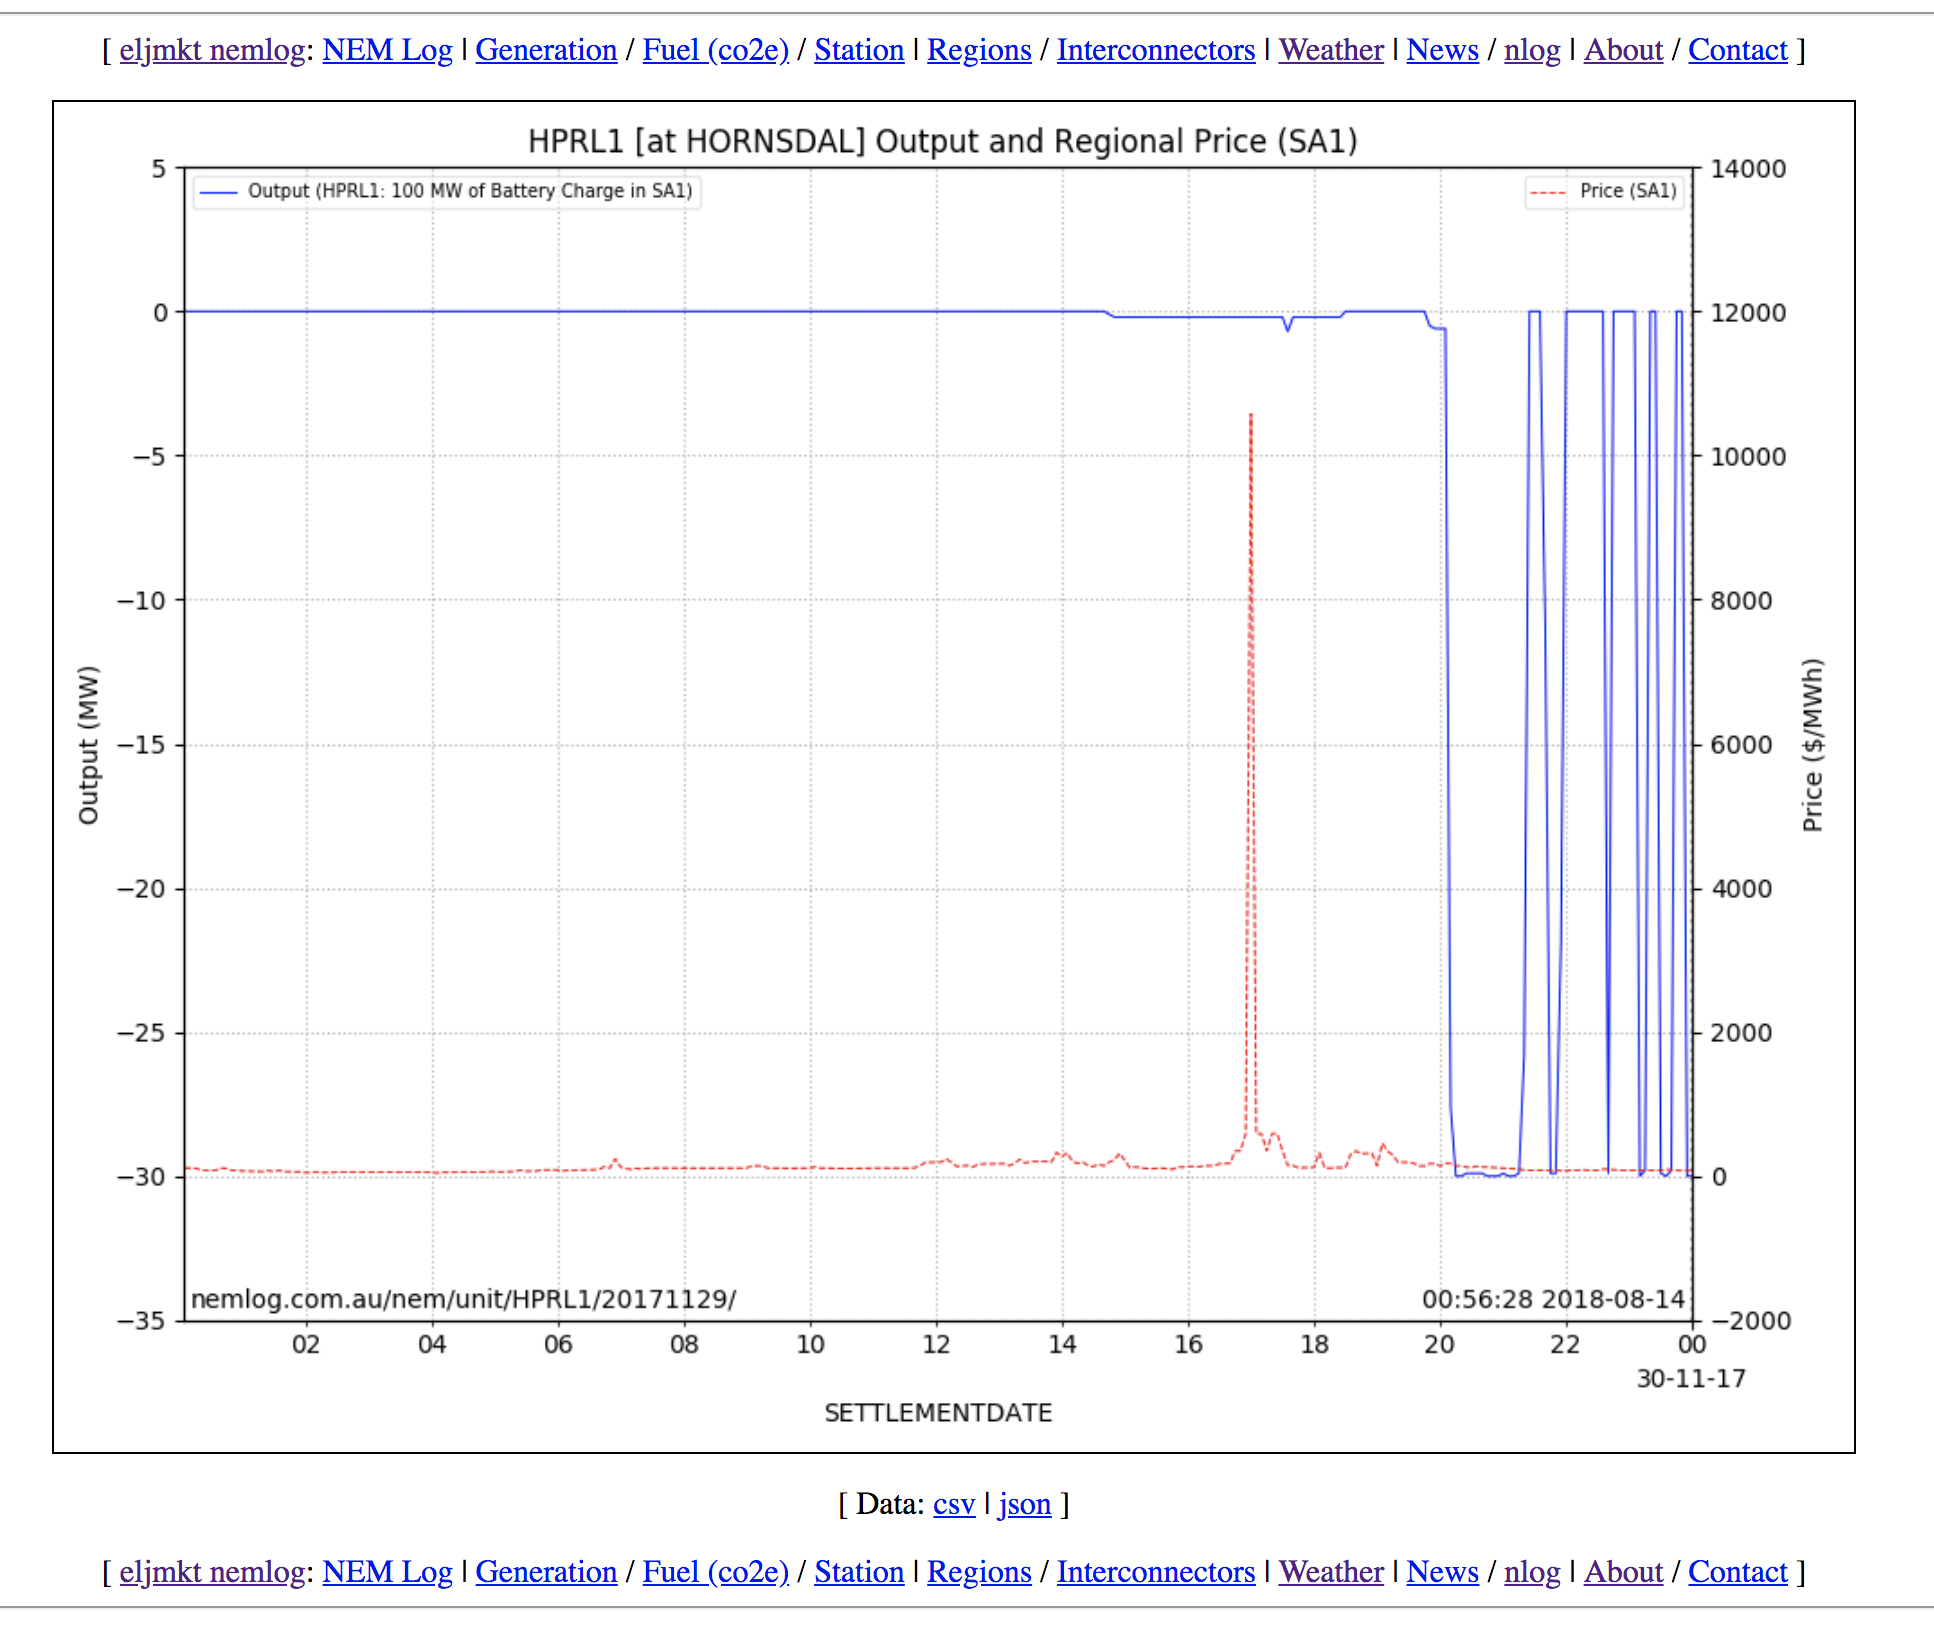 [ eljmkt nemlog: NEM Log | Generation / Fuel (co2e) / Station | Regions / Interconnectors | Weather | News / nlog | About / Contact ]
HPRL1 [at HORNSDAL] Output and Regional Price (SA1)
Output (HPRL1: 100 MW of Battery Charge in SA1)
Price (SA1)
5
0
−5
−10
−15
−20
−25
−30
−35
Output (MW)
14000
12000
10000
8000
6000
4000
2000
0
−2000
Price ($/MWh)
nemlog.com.au/nem/unit/HPRL1/20171129/
00:56:28 2018-08-14
02 04 06 08 10 12 14 16 18 20 22 00
30-11-17
SETTLEMENTDATE
[ Data: csv | json ]
[ eljmkt nemlog: NEM Log | Generation / Fuel (co2e) / Station | Regions / Interconnectors | Weather | News / nlog | About / Contact ]